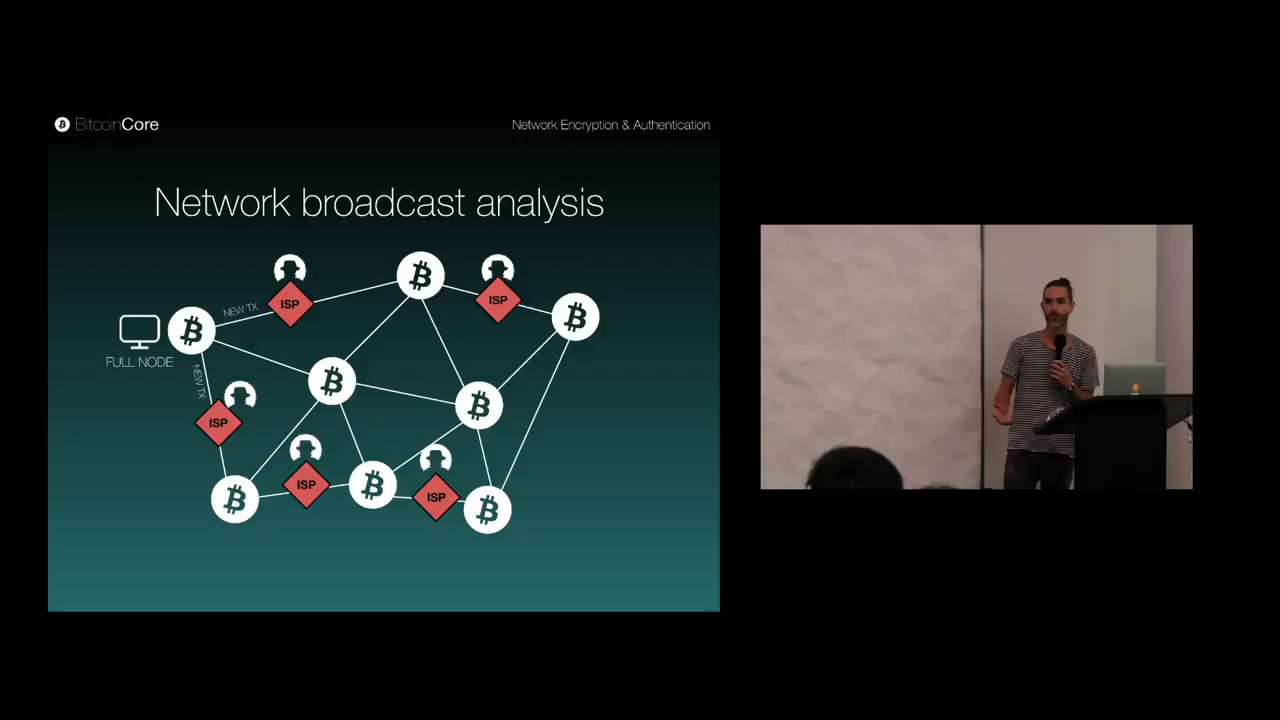 BitcoinCore
Network Encryption & Authentication
Network broadcast analysis
ISP
ISP
NEW TX
FULL NODE
NEW TX
ISP
ISP
ISP